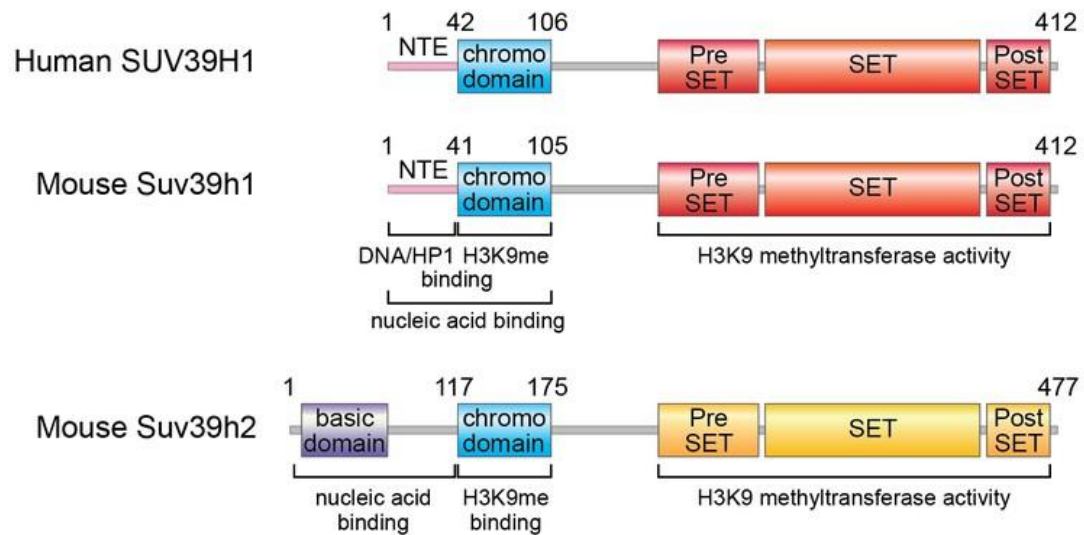 1 42 106 412
Human SUV39H1 NTE chromo domain Pre SET SET Post SET
1 41 105 412
Mouse Suv39h1 NTE chromo domain Pre SET SET Post SET
DNA/HP1 binding H3K9me binding H3K9 methyltransferase activity
nucleic acid binding
1 117 175 477
Mouse Suv39h2 basic domain chromo domain Pre SET SET Post SET
nucleic acid binding H3K9me binding H3K9 methyltransferase activity